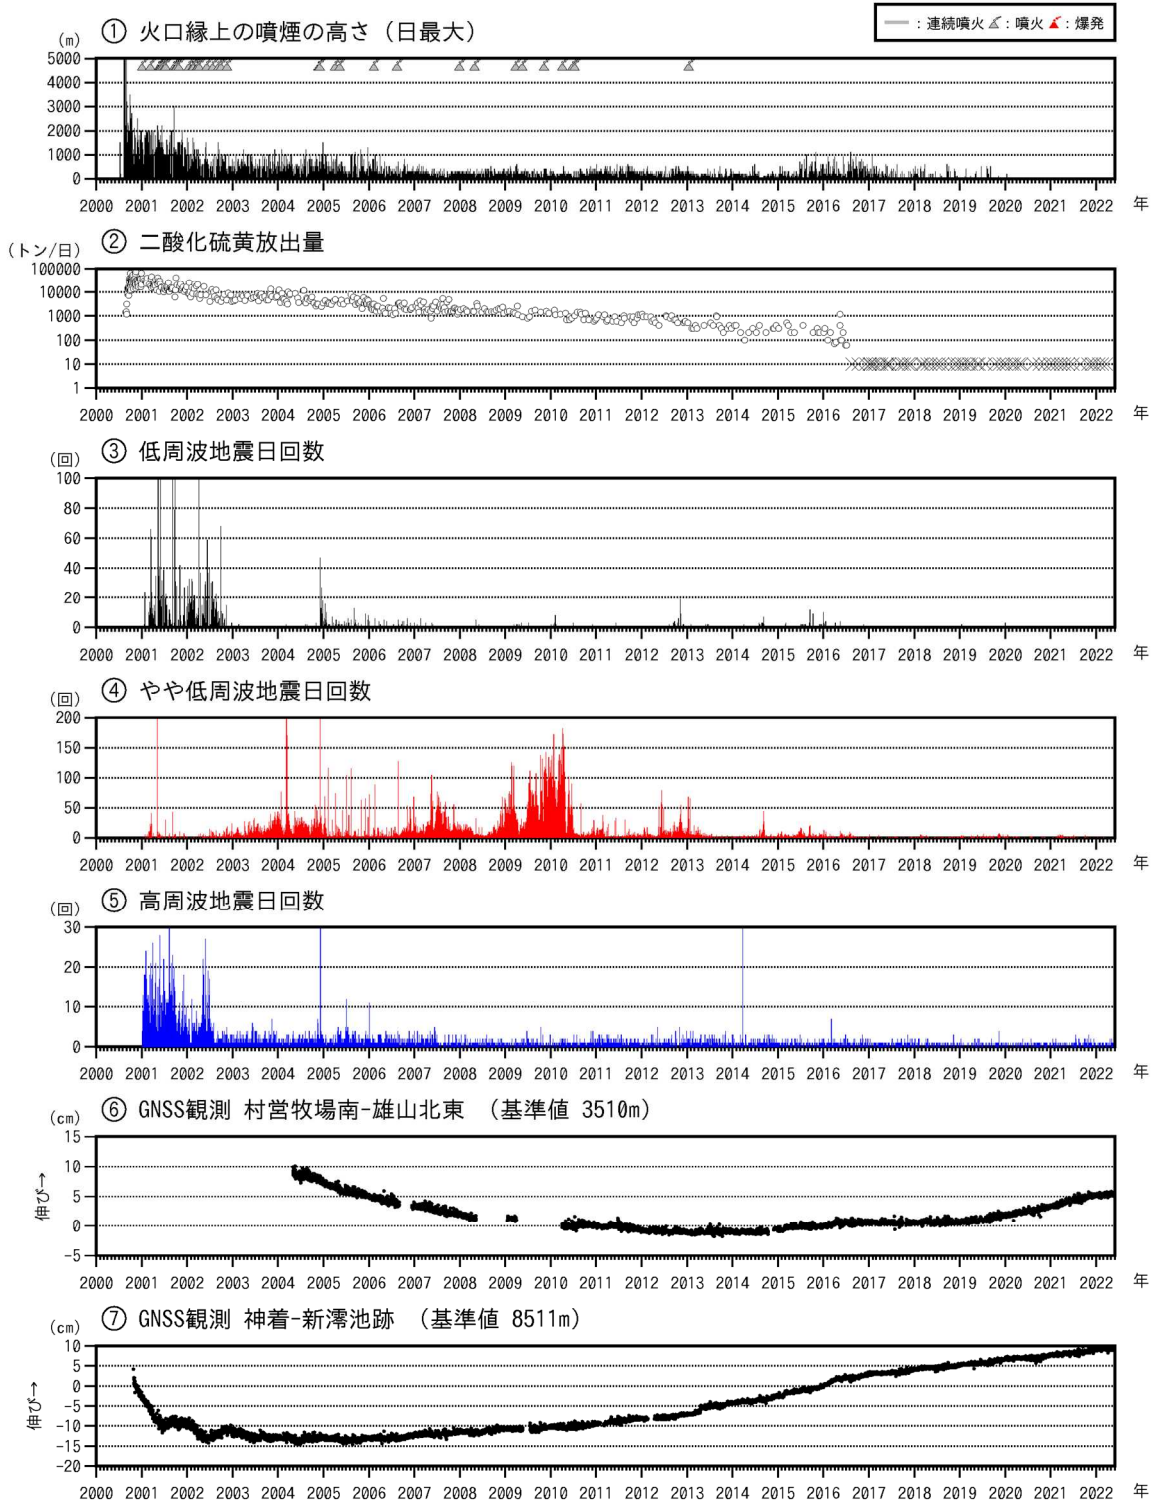 ━ : 連続噴火 : 噴火 : 爆発
① 火口縁上の噴煙の高さ（日最大）
(m)
5000
4000
3000
2000
1000
0
2000 2001 2002 2003 2004 2005 2006 2007 2008 2009 2010 2011 2012 2013 2014 2015 2016 2017 2018 2019 2020 2021 2022 年
② 二酸化硫黄放出量
(トン/日)
100000
10000
1000
100
10
1
2000 2001 2002 2003 2004 2005 2006 2007 2008 2009 2010 2011 2012 2013 2014 2015 2016 2017 2018 2019 2020 2021 2022 年
③ 低周波地震日回数
(回)
100
80
60
40
20
0
2000 2001 2002 2003 2004 2005 2006 2007 2008 2009 2010 2011 2012 2013 2014 2015 2016 2017 2018 2019 2020 2021 2022 年
④ やや低周波地震日回数
(回)
200
150
100
50
0
2000 2001 2002 2003 2004 2005 2006 2007 2008 2009 2010 2011 2012 2013 2014 2015 2016 2017 2018 2019 2020 2021 2022 年
⑤ 高周波地震日回数
(回)
30
20
10
0
2000 2001 2002 2003 2004 2005 2006 2007 2008 2009 2010 2011 2012 2013 2014 2015 2016 2017 2018 2019 2020 2021 2022 年
⑥ GNSS観測 村営牧場南-雄山北東 （基準値 3510m）
(cm)
伸び→
15
10
5
0
-5
2000 2001 2002 2003 2004 2005 2006 2007 2008 2009 2010 2011 2012 2013 2014 2015 2016 2017 2018 2019 2020 2021 2022 年
⑦ GNSS観測 神着-新澪池跡 （基準値 8511m）
(cm)
伸び→
10
5
0
-5
-10
-15
-20
2000 2001 2002 2003 2004 2005 2006 2007 2008 2009 2010 2011 2012 2013 2014 2015 2016 2017 2018 2019 2020 2021 2022 年